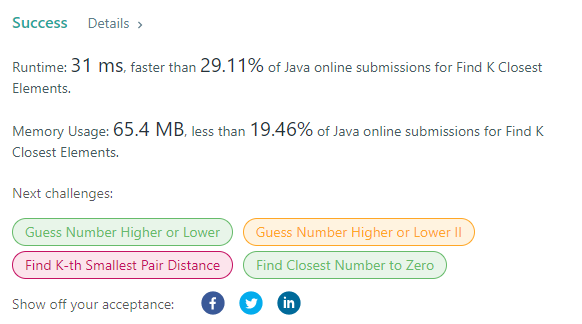 Success Details >
Runtime: 31 ms, faster than 29.11% of Java online submissions for Find K Closest
Elements.
Memory Usage: 65.4 MB, less than 19.46% of Java online submissions for Find K
Closest Elements.
Next challenges:
Guess Number Higher or Lower Guess Number Higher or Lower II
Find K-th Smallest Pair Distance Find Closest Number to Zero
Show off your acceptance: